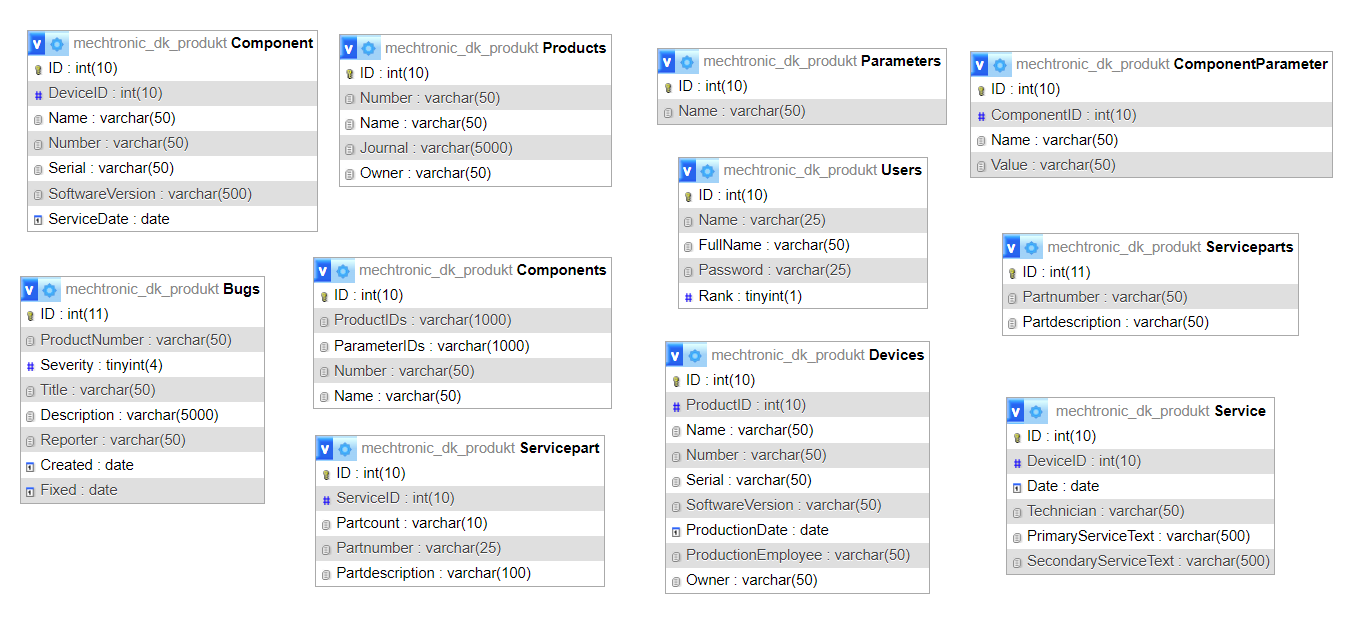 mechtronic_dk_produkt Component
ID : int(10)
DeviceID : int(10)
Name : varchar(50)
Number : varchar(50)
Serial : varchar(50)
SoftwareVersion : varchar(500)
ServiceDate : date
mechtronic_dk_produkt Products
ID : int(10)
Number : varchar(50)
Name : varchar(50)
Journal : varchar(5000)
Owner : varchar(50)
mechtronic_dk_produkt Parameters
ID : int(10)
Name : varchar(50)
mechtronic_dk_produkt ComponentParameter
ID : int(10)
ComponentID : int(10)
Name : varchar(50)
Value : varchar(50)
mechtronic_dk_produkt Users
ID : int(10)
Name : varchar(25)
FullName : varchar(50)
Password : varchar(25)
Rank : tinyint(1)
mechtronic_dk_produkt Serviceparts
ID : int(11)
Partnumber : varchar(50)
Partdescription : varchar(50)
mechtronic_dk_produkt Bugs
ID : int(11)
ProductNumber : varchar(50)
Severity : tinyint(4)
Title : varchar(50)
Description : varchar(5000)
Reporter : varchar(50)
Created : date
Fixed : date
mechtronic_dk_produkt Components
ID : int(10)
ProductIDs : varchar(1000)
ParameterIDs : varchar(1000)
Number : varchar(50)
Name : varchar(50)
mechtronic_dk_produkt Servicepart
ID : int(10)
ServiceID : int(10)
Partcount : varchar(10)
Partnumber : varchar(25)
Partdescription : varchar(100)
mechtronic_dk_produkt Devices
ID : int(10)
ProductID : int(10)
Name : varchar(50)
Number : varchar(50)
Serial : varchar(50)
SoftwareVersion : varchar(50)
ProductionDate : date
ProductionEmployee : varchar(50)
Owner : varchar(50)
mechtronic_dk_produkt Service
ID : int(10)
DeviceID : int(10)
Date : date
Technician : varchar(50)
PrimaryServiceText : varchar(500)
SecondaryServiceText : varchar(500)